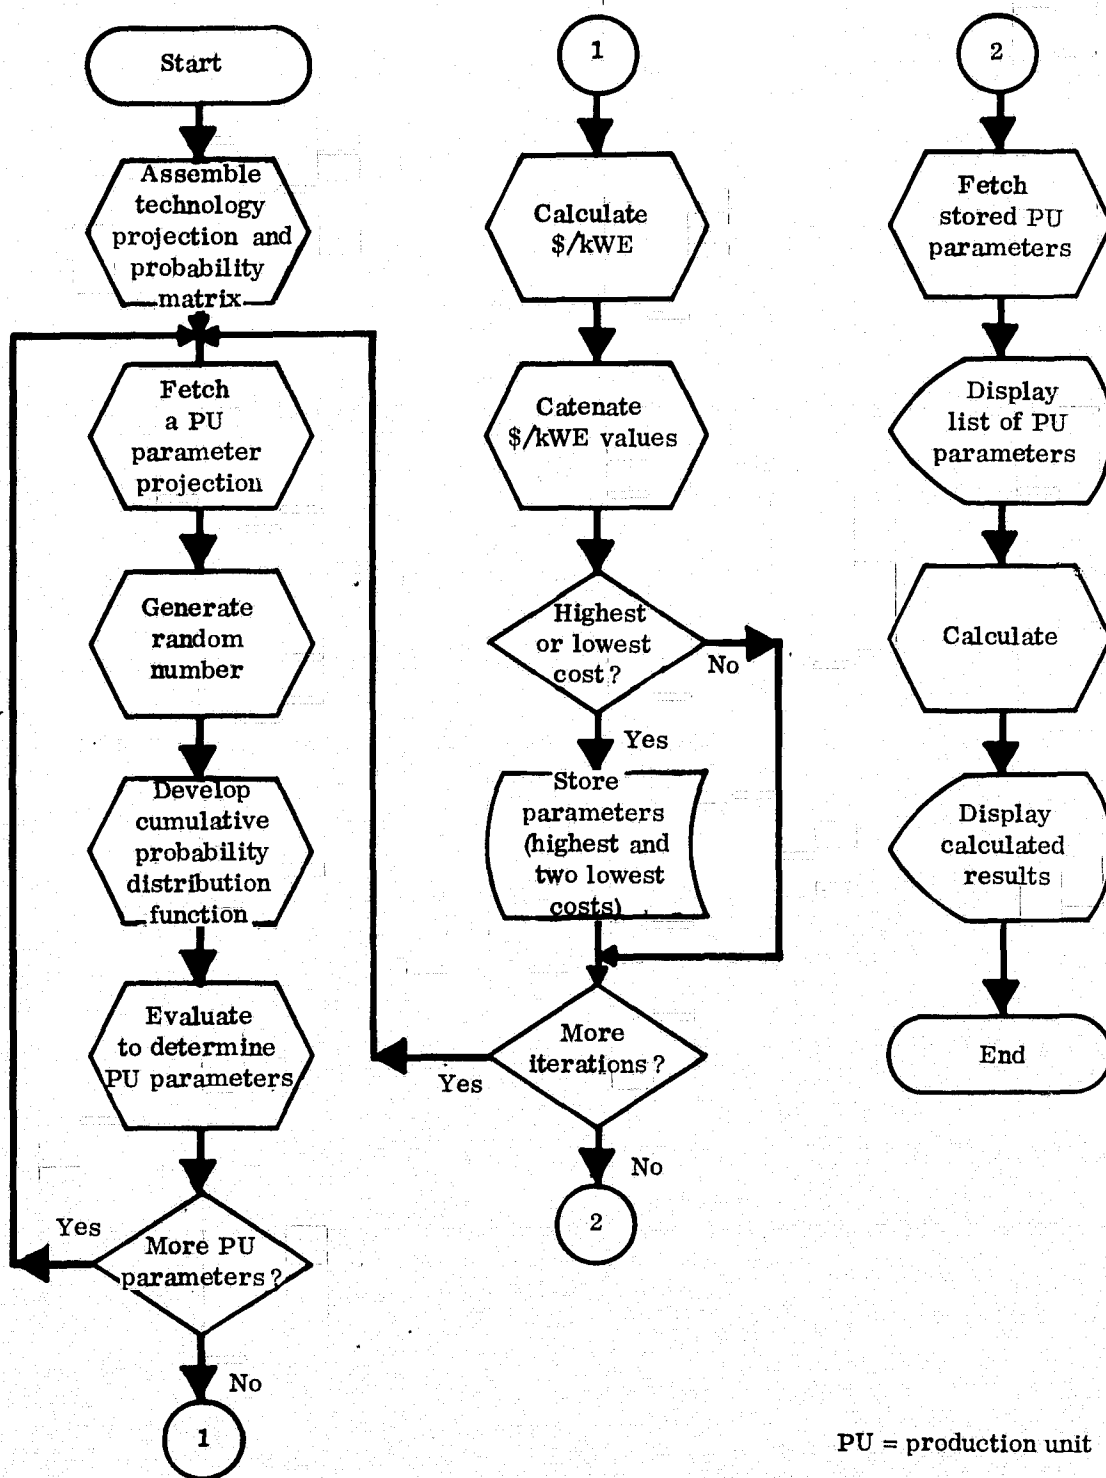 Start
Assemble
technology
projection and
probability
matrix
Fetch
a PU
parameter
projection
Generate
random
number
Develop
cumulative
probability
distribution
function
Evaluate
to determine
PU parameters
Yes
More PU
parameters?
No
1
1
Calculate
$/kWE
Catenate
$/kWE values
Highest
or lowest
cost?
No
Yes
Store
parameters
(highest and
two lowest
costs)
More
iterations?
Yes
No
2
2
Fetch
stored PU
parameters
Display
list of PU
parameters
Calculate
Display
calculated
results
End
PU = production unit